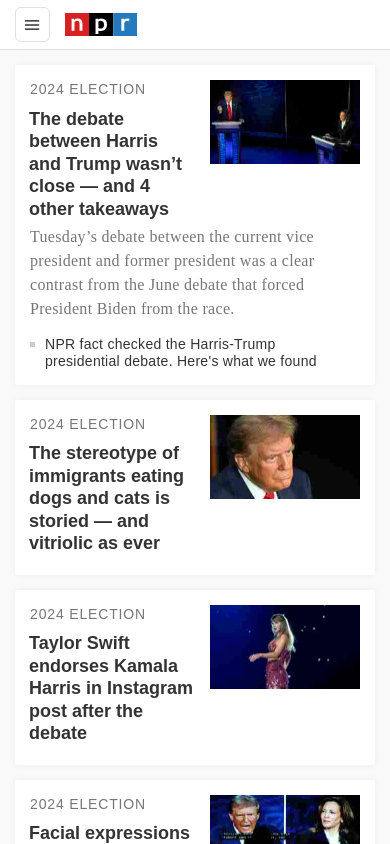 npr
2024 ELECTION
The debate
between Harris
and Trump wasn’t
close — and 4
other takeaways
Tuesday’s debate between the current vice
president and former president was a clear
contrast from the June debate that forced
President Biden from the race.
NPR fact checked the Harris-Trump
presidential debate. Here's what we found
2024 ELECTION
The stereotype of
immigrants eating
dogs and cats is
storied — and
vitriolic as ever
2024 ELECTION
Taylor Swift
endorses Kamala
Harris in Instagram
post after the
debate
2024 ELECTION
Facial expressions